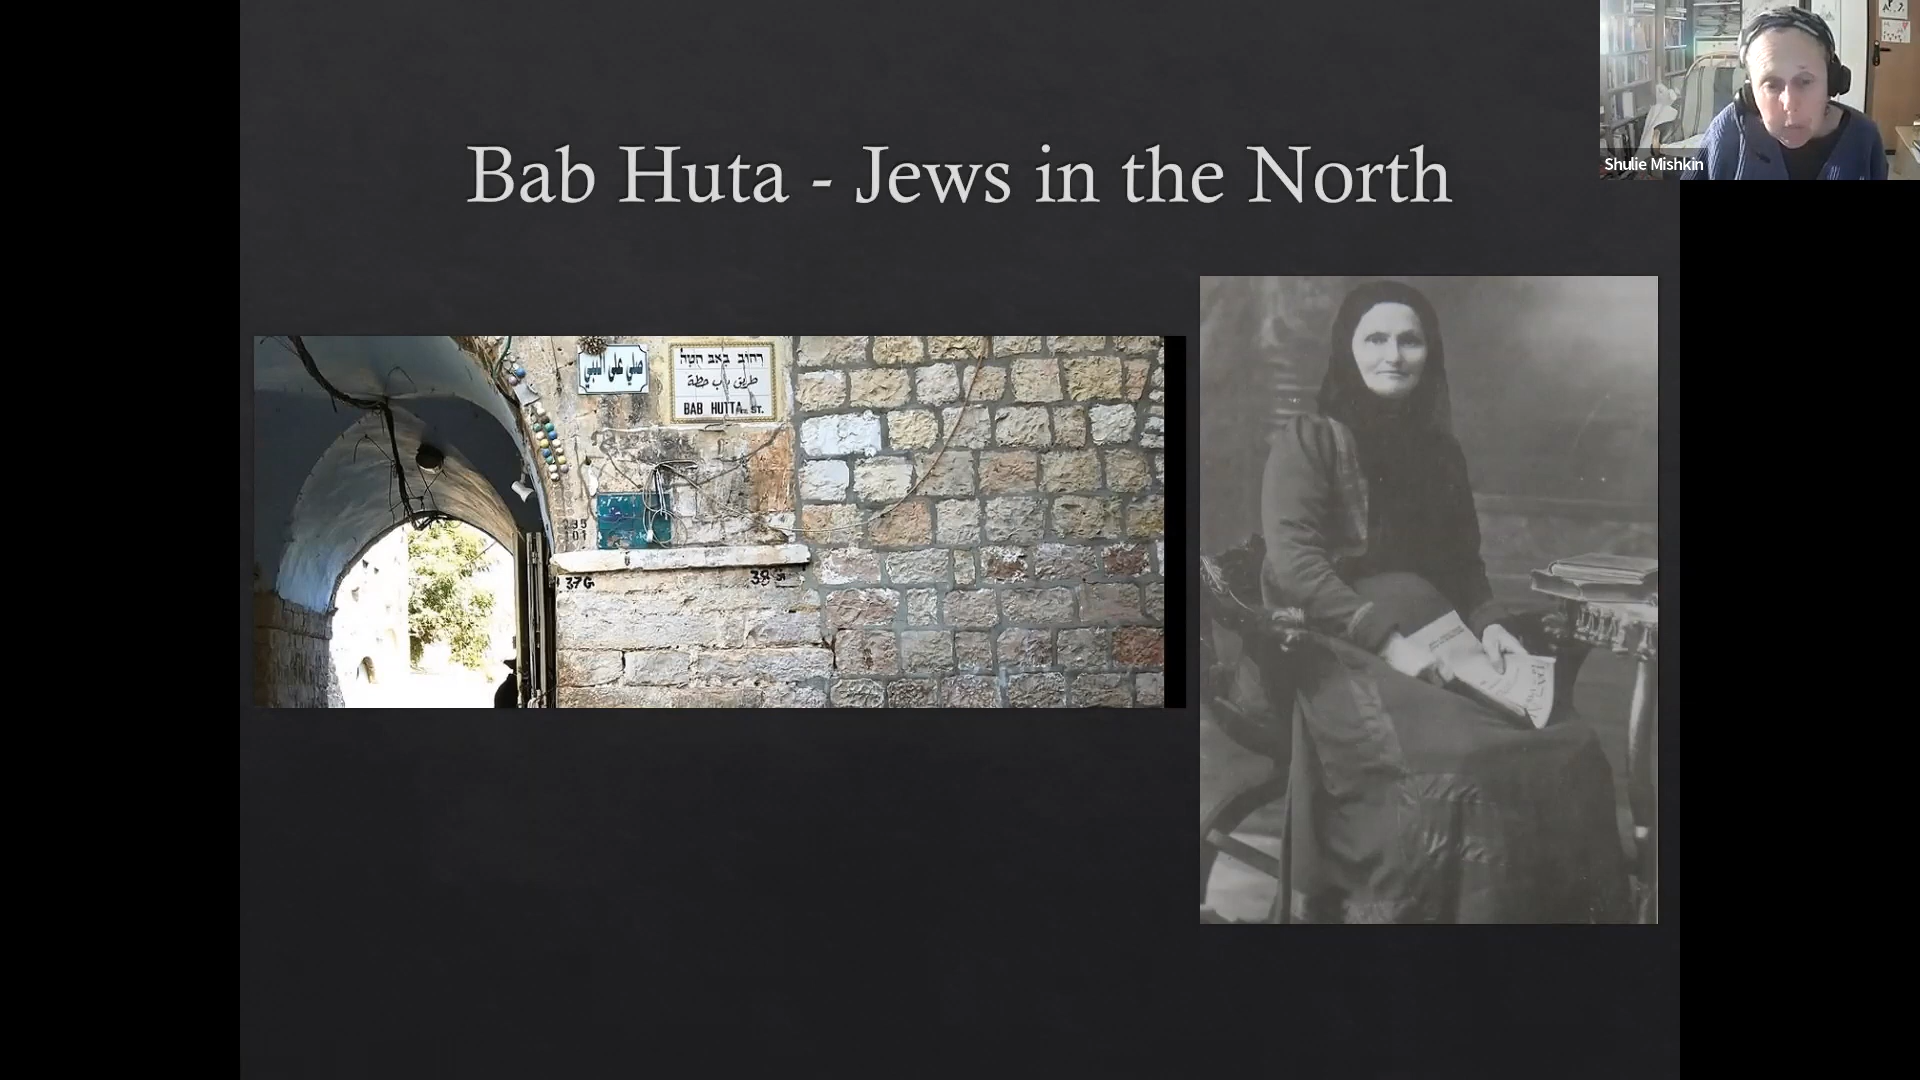 Bab Huta - Jews in the North
Shulie Mishkin
صلي على النبي
רחוב באב חטה
طريق باب حطة
BAB HUTTA ST.
37G
38